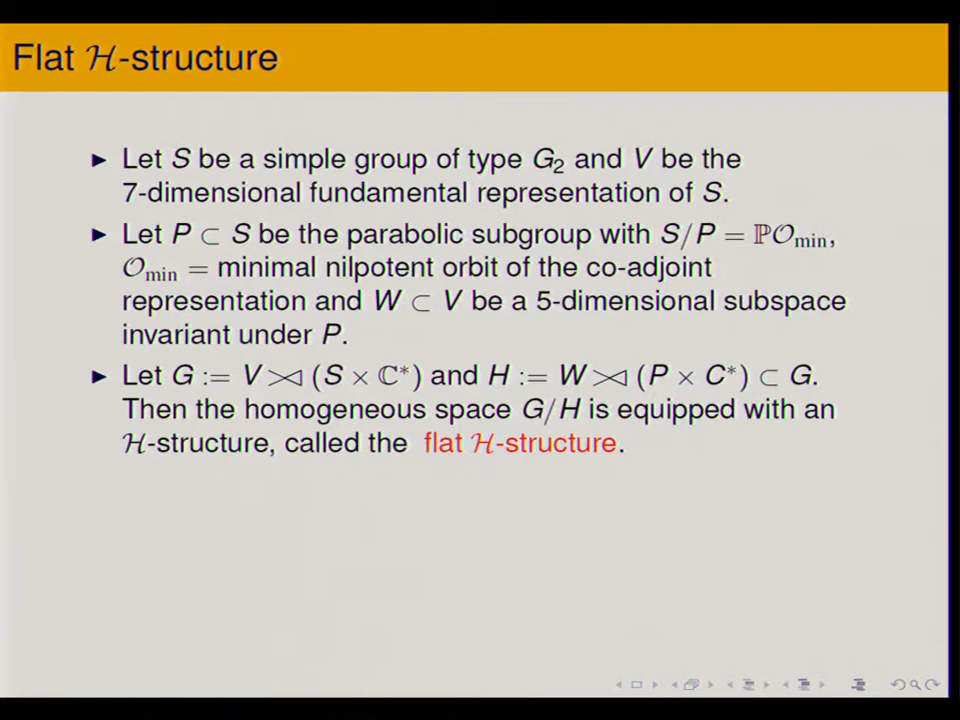 Flat ℋ-structure
▶ Let S be a simple group of type G₂ and V be the
7-dimensional fundamental representation of S.
▶ Let P ⊂ S be the parabolic subgroup with S/P = ℙ𝒪ₘᵢₙ,
𝒪ₘᵢₙ = minimal nilpotent orbit of the co-adjoint
representation and W ⊂ V be a 5-dimensional subspace
invariant under P.
▶ Let G := V ⋊ (S × ℂ*) and H := W ⋊ (P × C*) ⊂ G.
Then the homogeneous space G/H is equipped with an
ℋ-structure, called the flat ℋ-structure.